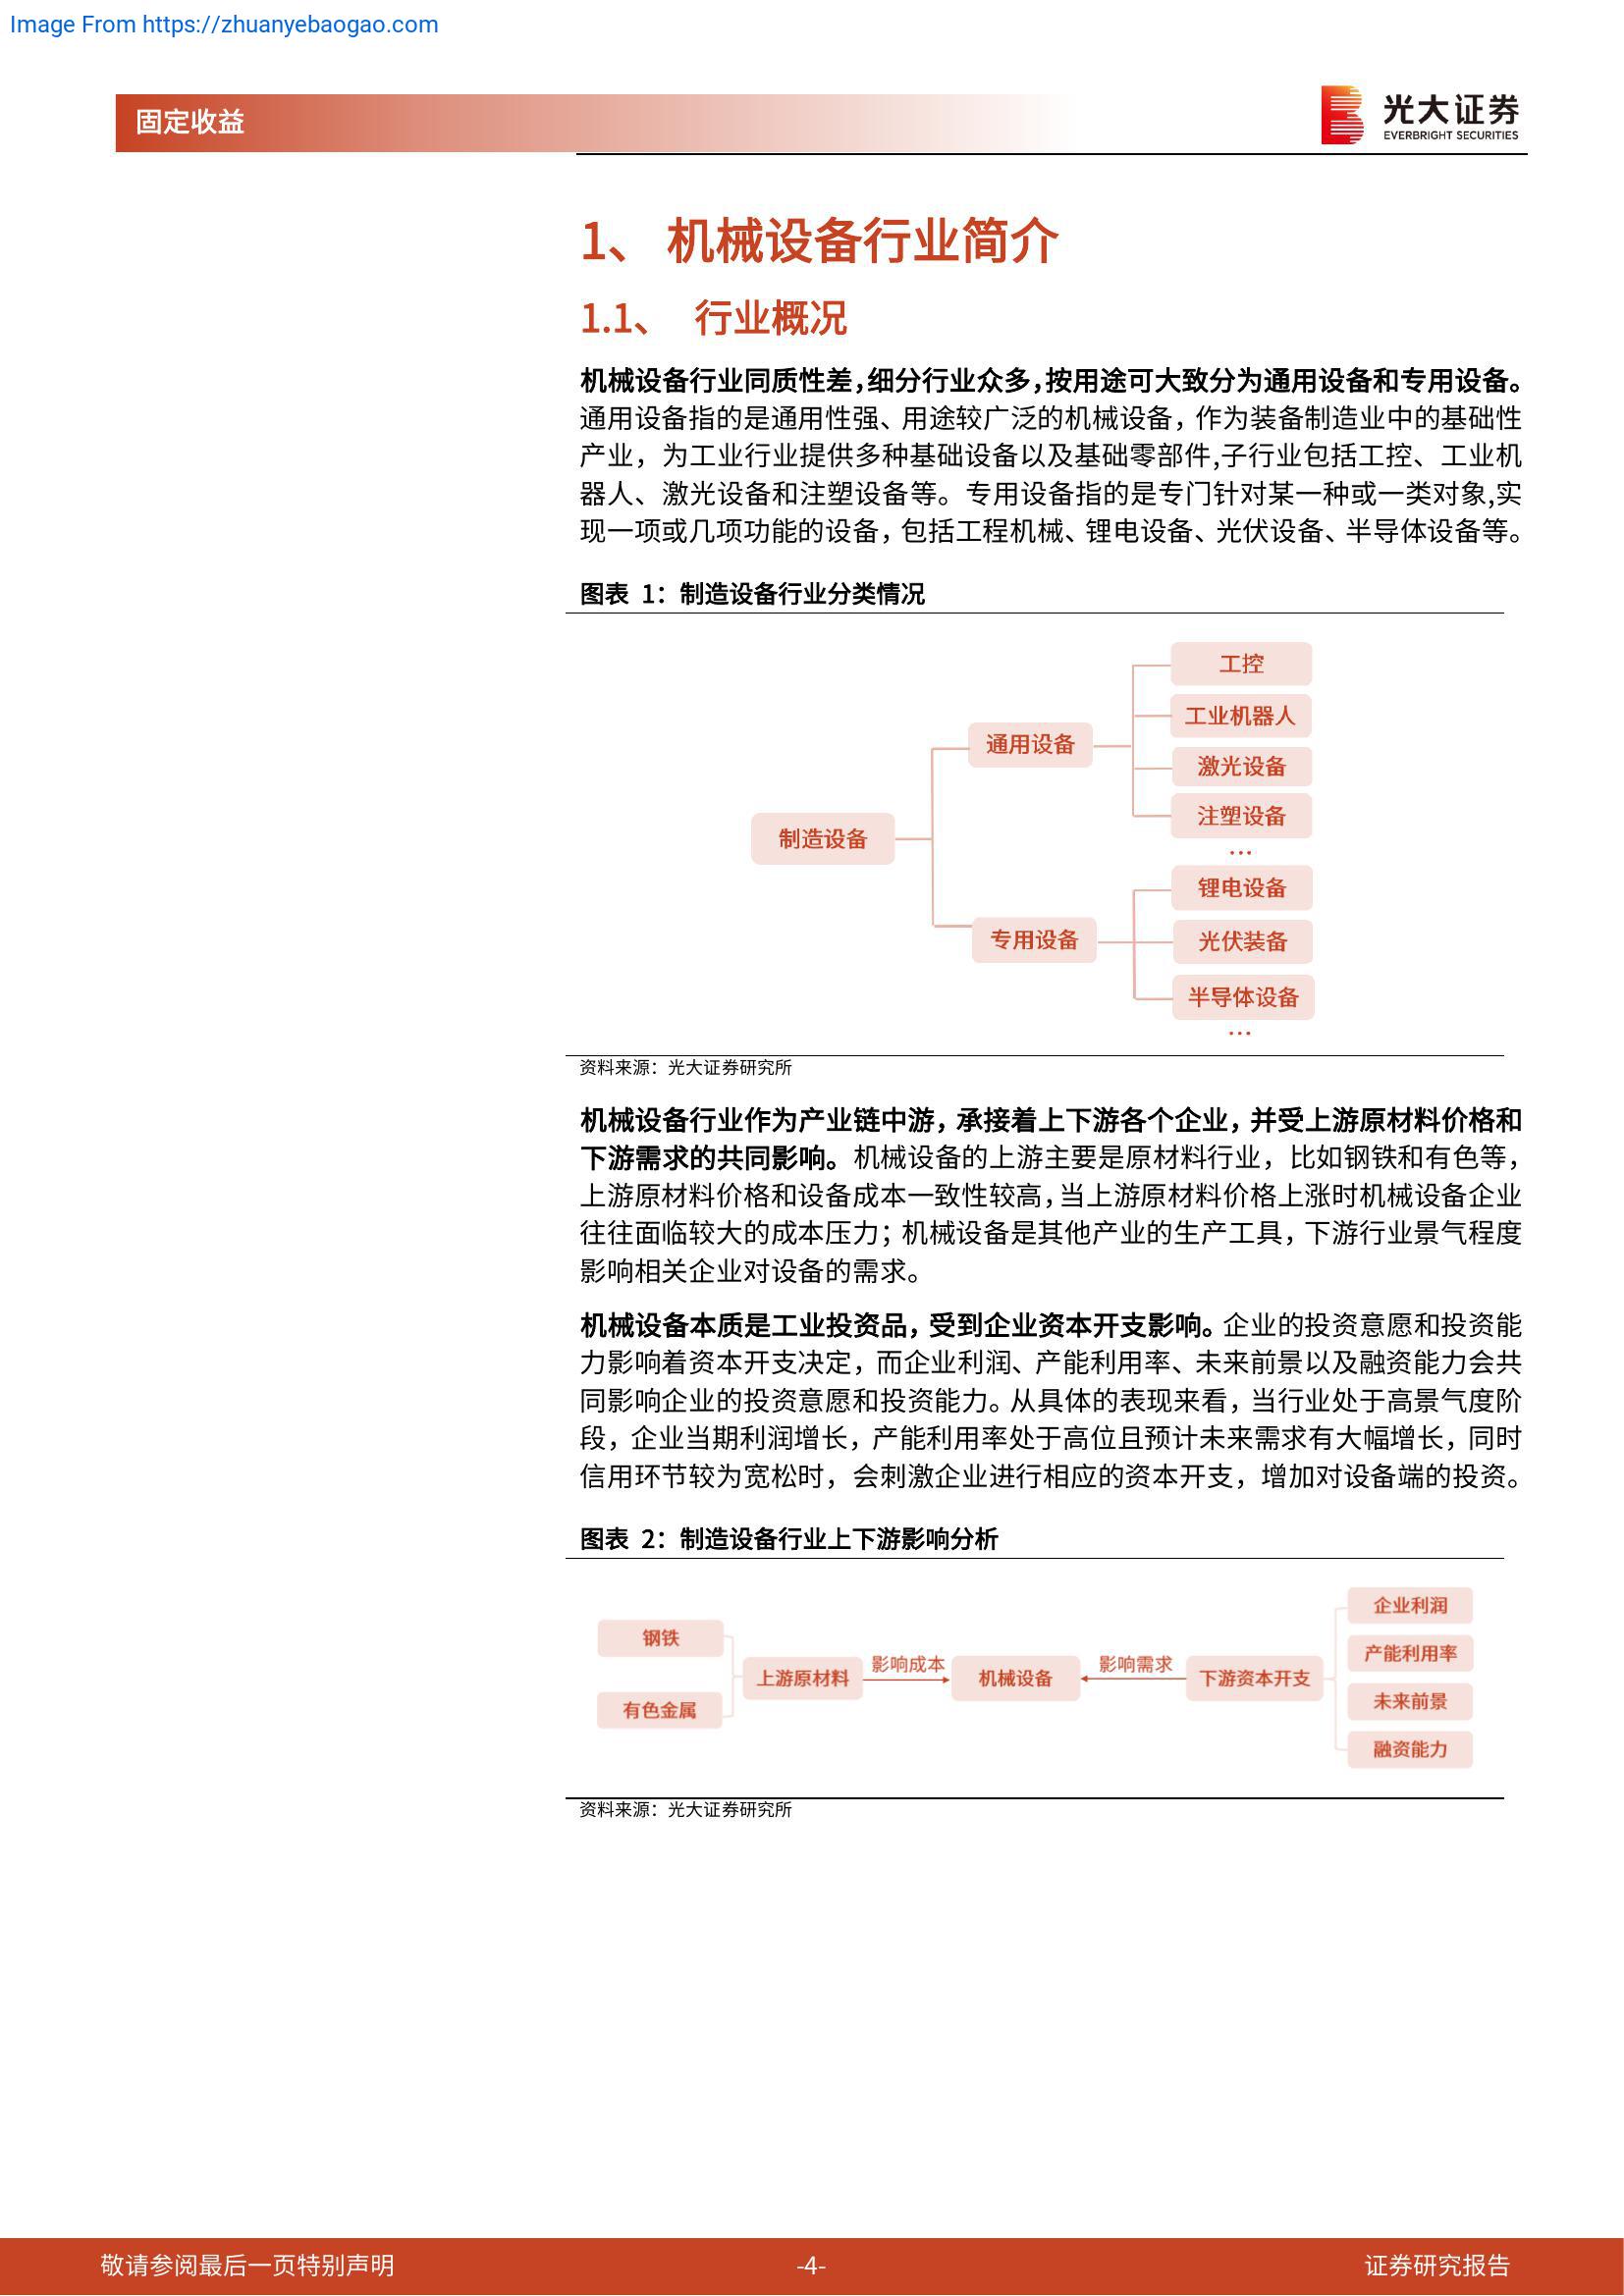 Image From https://zhuanyebaogao.com
固定收益
光大证券
EVERBRIGHT SECURITIES
1、 机械设备行业简介
1.1、 行业概况
机械设备行业同质性差，细分行业众多，按用途可大致分为通用设备和专用设备。
通用设备指的是通用性强、用途较广泛的机械设备，作为装备制造业中的基础性
产业，为工业行业提供多种基础设备以及基础零部件,子行业包括工控、工业机
器人、激光设备和注塑设备等。专用设备指的是专门针对某一种或一类对象,实
现一项或几项功能的设备，包括工程机械、锂电设备、光伏设备、半导体设备等。
图表 1：制造设备行业分类情况
工控
工业机器人
通用设备
激光设备
注塑设备
制造设备
…
锂电设备
专用设备
光伏装备
半导体设备
…
资料来源：光大证券研究所
机械设备行业作为产业链中游，承接着上下游各个企业，并受上游原材料价格和
下游需求的共同影响。机械设备的上游主要是原材料行业，比如钢铁和有色等，
上游原材料价格和设备成本一致性较高，当上游原材料价格上涨时机械设备企业
往往面临较大的成本压力；机械设备是其他产业的生产工具，下游行业景气程度
影响相关企业对设备的需求。
机械设备本质是工业投资品，受到企业资本开支影响。企业的投资意愿和投资能
力影响着资本开支决定，而企业利润、产能利用率、未来前景以及融资能力会共
同影响企业的投资意愿和投资能力。从具体的表现来看，当行业处于高景气度阶
段，企业当期利润增长，产能利用率处于高位且预计未来需求有大幅增长，同时
信用环节较为宽松时，会刺激企业进行相应的资本开支，增加对设备端的投资。
图表 2：制造设备行业上下游影响分析
钢铁
有色金属
上游原材料
影响成本
机械设备
影响需求
下游资本开支
企业利润
产能利用率
未来前景
融资能力
资料来源：光大证券研究所
敬请参阅最后一页特别声明
-4-
证券研究报告